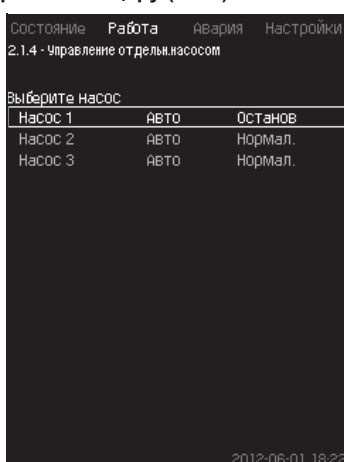 Состояние Работа Авария Настройки
2.1.4 - Управление отдельн.насосом
Выберите насос
Насос 1 Авто Останов
Насос 2 Авто Нормал.
Насос 3 Авто Нормал.
2012-06-01 18:22